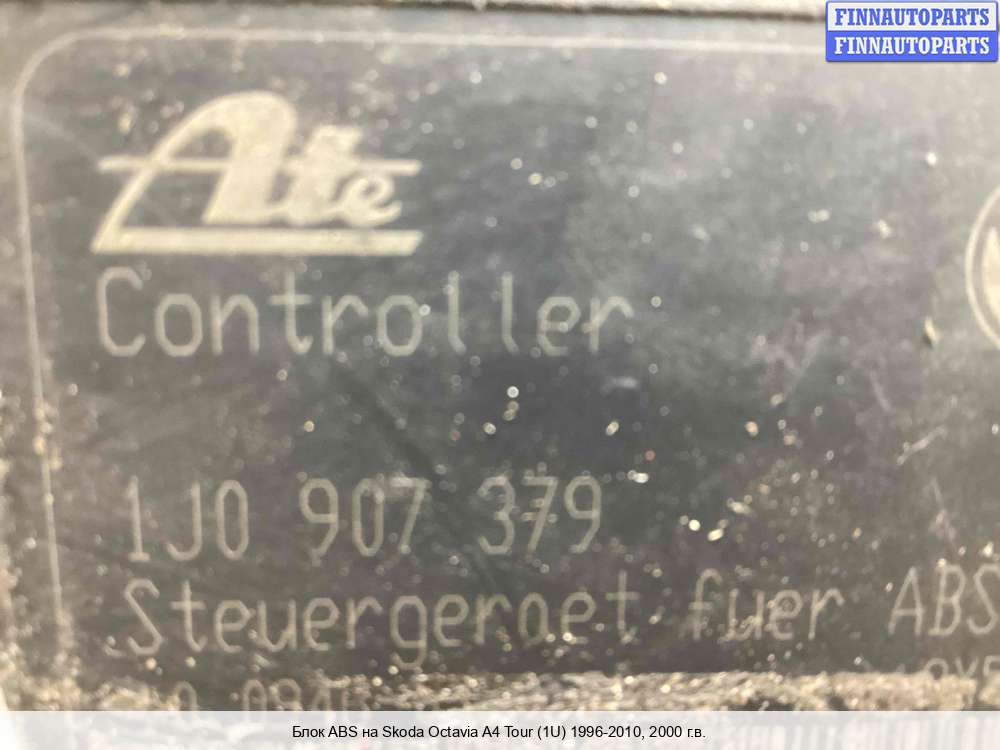 FINNAUTOPARTS
FINNAUTOPARTS
Ate
Controller
1J0 907 379
Steuergeraet fuer ABS
Блок ABS на Skoda Octavia A4 Tour (1U) 1996-2010, 2000 г.в.